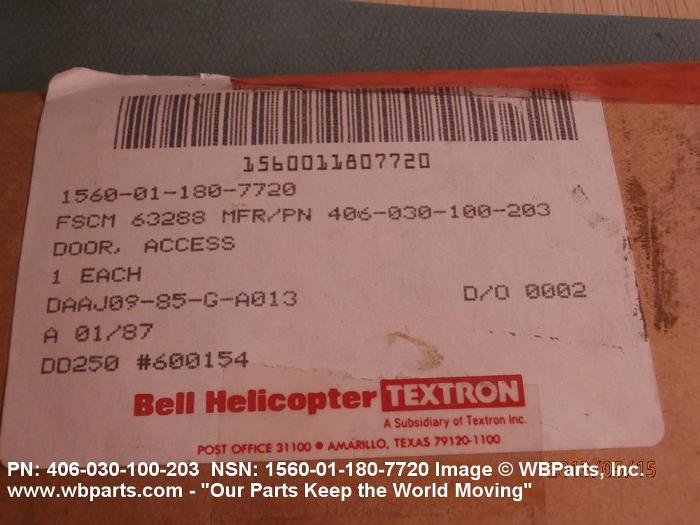 1560011807720
1560-01-180-7720
FSCM 63288 MFR/PN 406-030-100-203
DOOR, ACCESS
1 EACH
DAAJ09-85-G-A013 D/O 0002
A 01/87
DD250 #600154
Bell Helicopter TEXTRON
A Subsidiary of Textron Inc.
POST OFFICE 31100 ● AMARILLO, TEXAS 79120-1100
PN: 406-030-100-203 NSN: 1560-01-180-7720 Image © WBParts, Inc.
www.wbparts.com - "Our Parts Keep the World Moving"